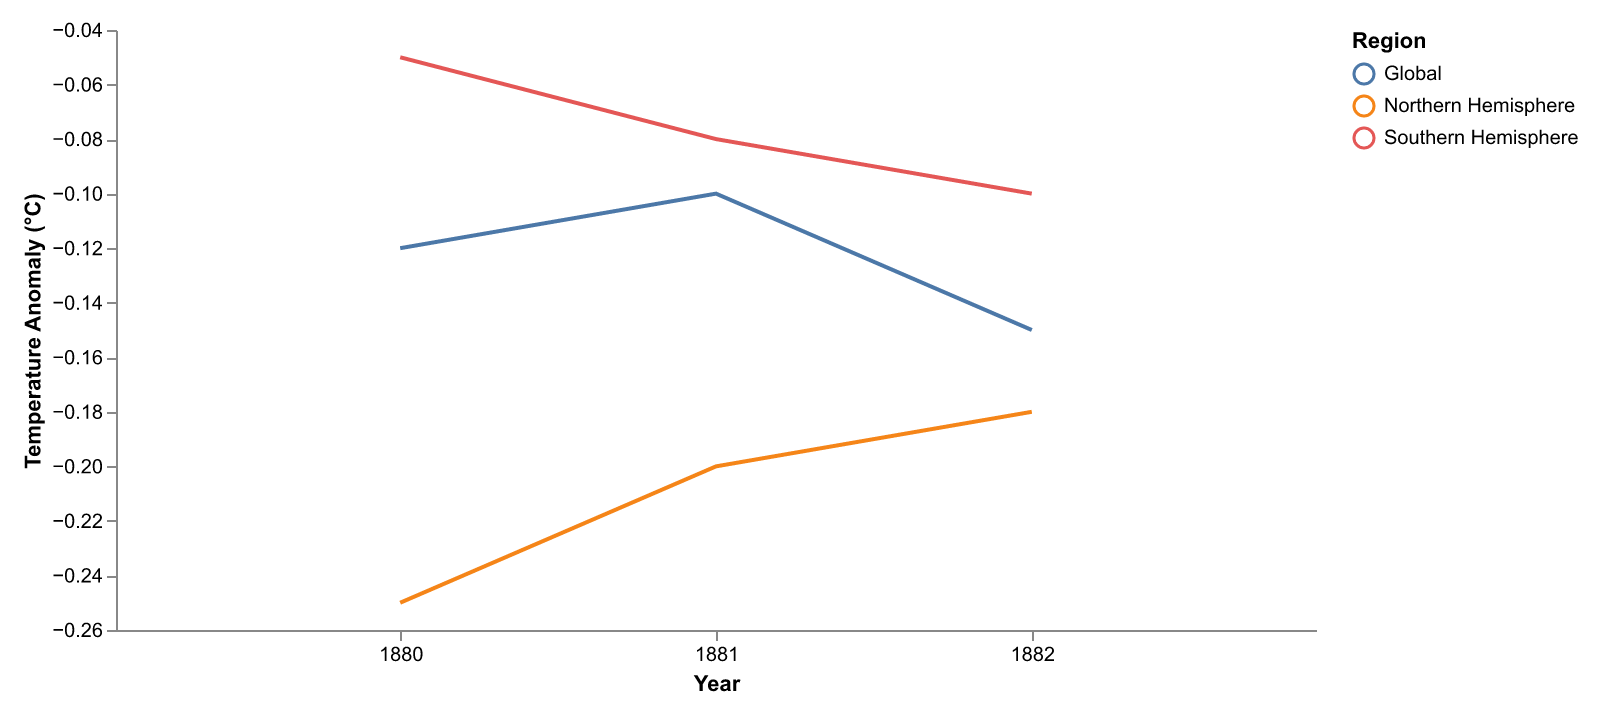 −0.04
−0.06
−0.08
−0.10
−0.12
−0.14
−0.16
−0.18
−0.20
−0.22
−0.24
−0.26
Temperature Anomaly (°C)
1880
1881
1882
Year
Region
Global
Northern Hemisphere
Southern Hemisphere